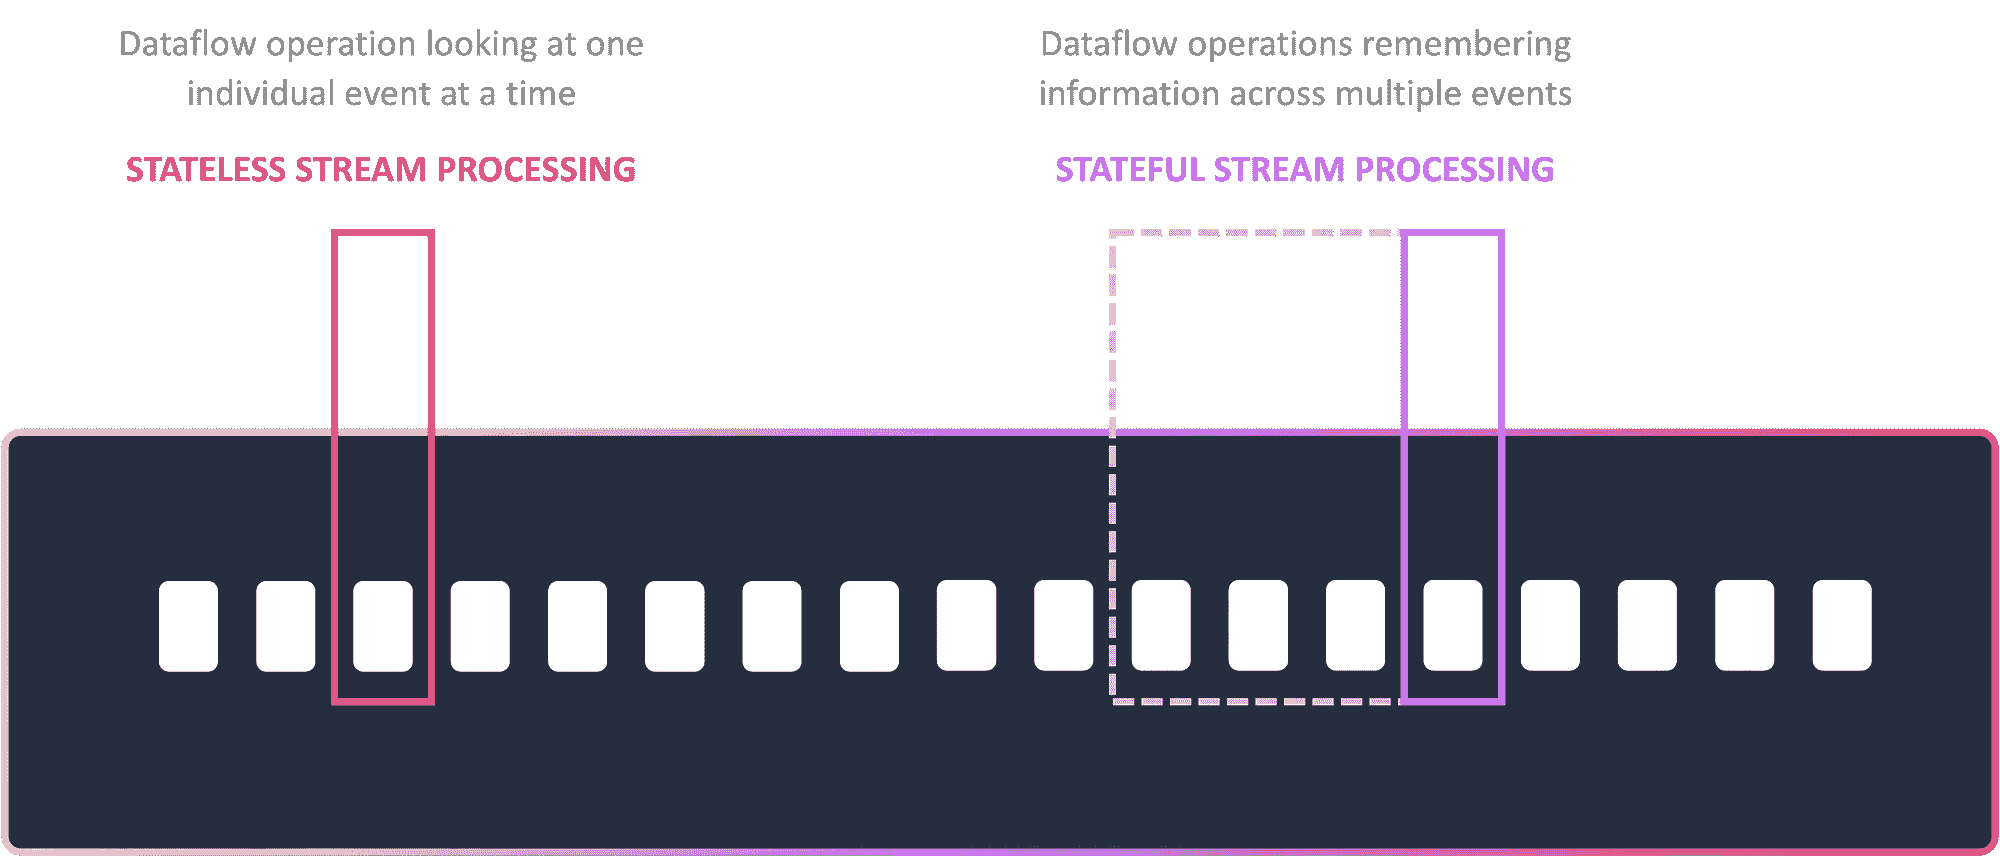 Dataflow operation looking at one
individual event at a time
STATELESS STREAM PROCESSING
Dataflow operations remembering
information across multiple events
STATEFUL STREAM PROCESSING